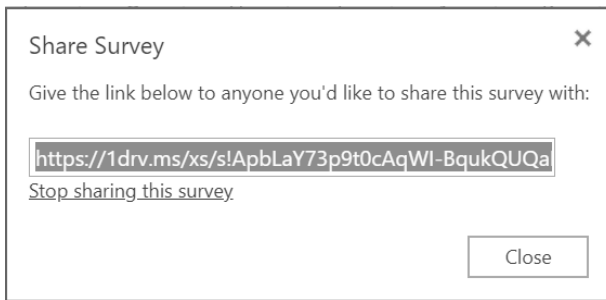 Share Survey
Give the link below to anyone you'd like to share this survey with:
https://1drv.ms/xs/s!ApbLaY73p9t0cAqWI-BqukQUQa
Stop sharing this survey
Close